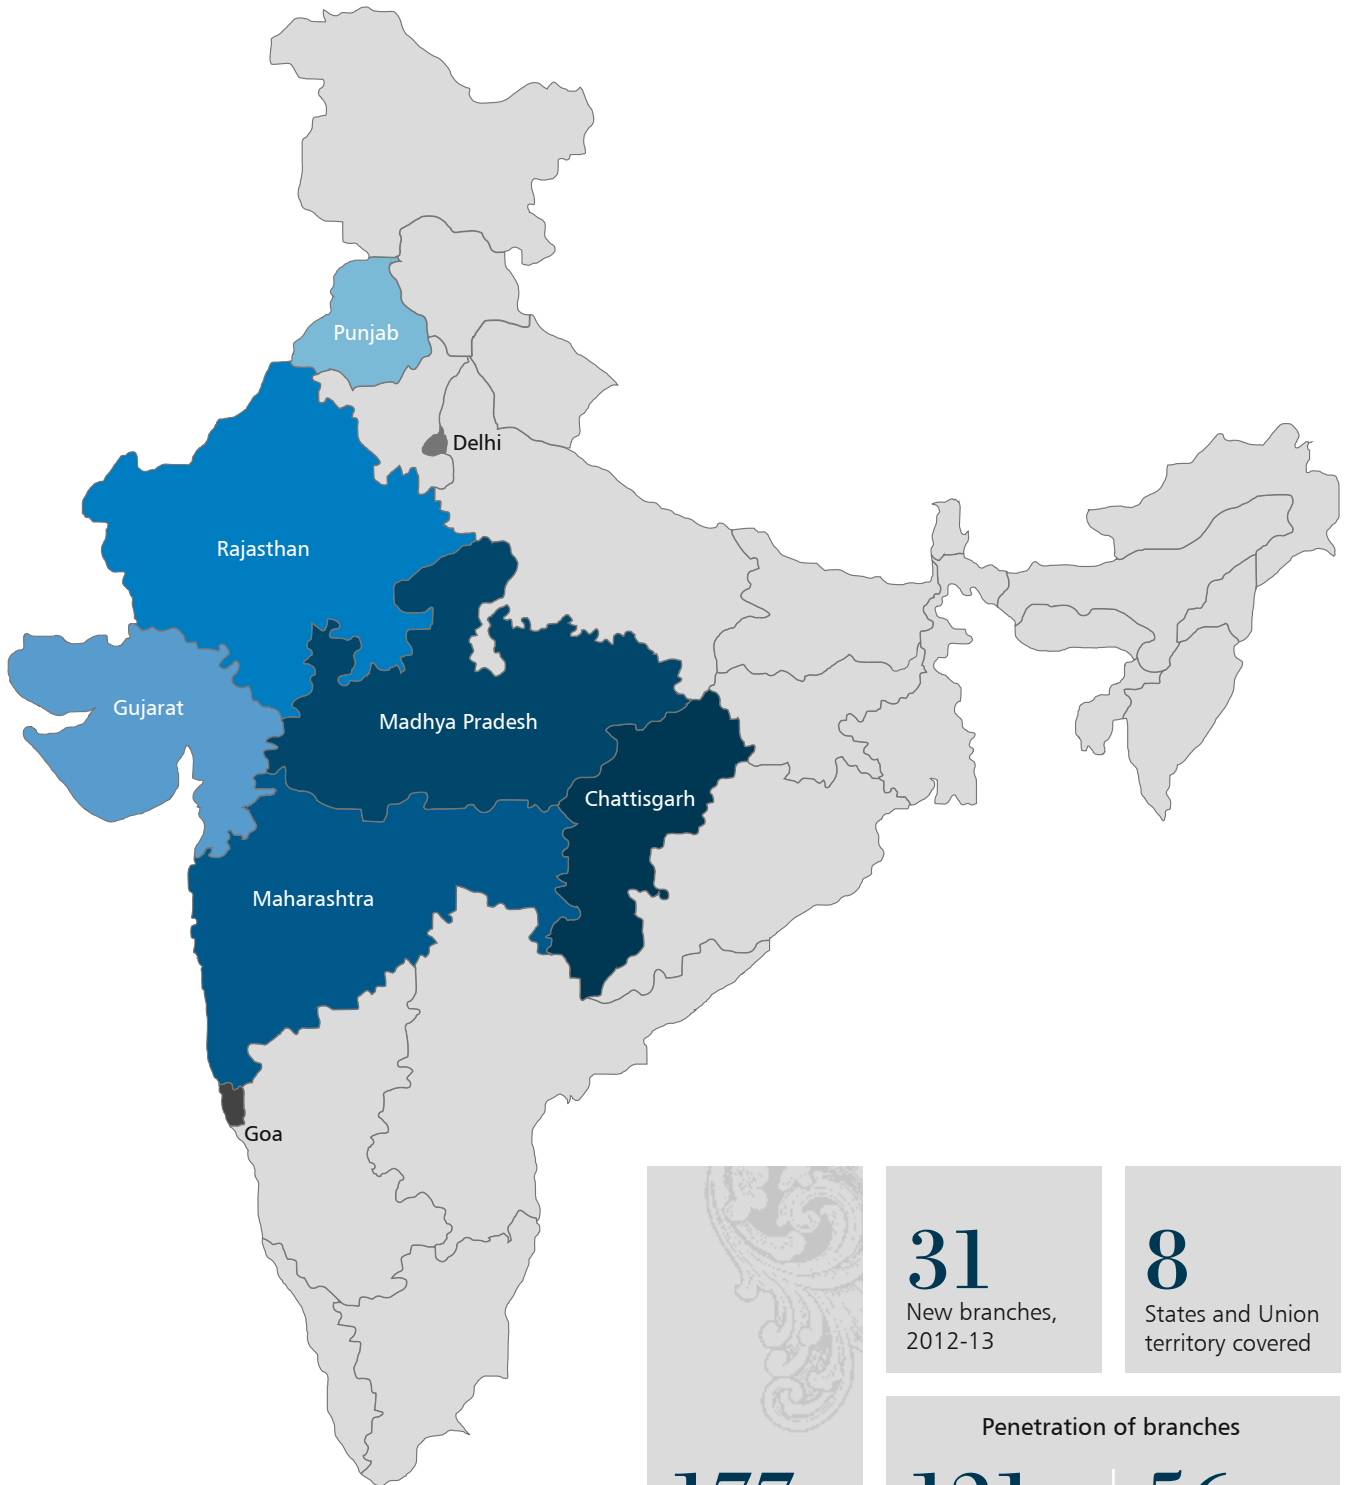 Punjab
Delhi
Rajasthan
Gujarat
Madhya Pradesh
Chattisgarh
Maharashtra
Goa
31
New branches,
2012-13
8
States and Union
territory covered
Penetration of branches